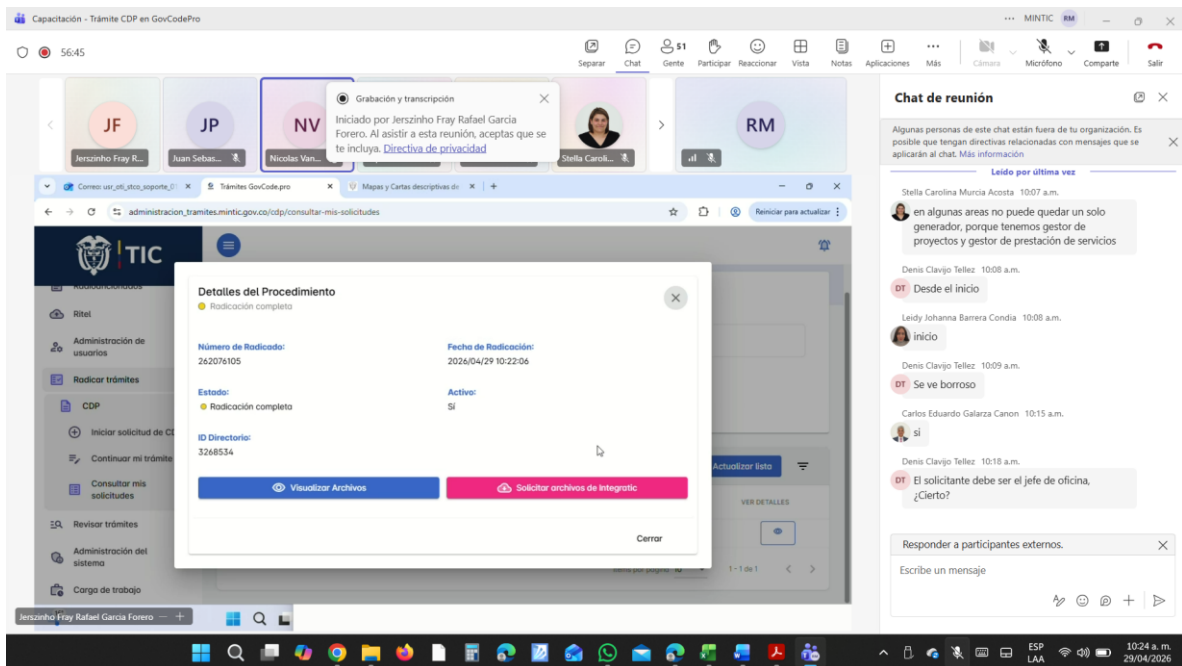 Capacitación - Trámite CDP en GovCodePro
MINTIC RM
56:45
Separar
Chat
51
Gente
Participar
Reaccionar
Vista
Notas
Aplicaciones
Más
Cámara
Micrófono
Comparte
Salir
JF
Jerszinho Fray R...
JP
Juan Sebas...
NV
Nicolas Van...
Stella Caroli...
RM
Grabación y transcripción
Iniciado por Jerszinho Fray Rafael Garcia
Forero. Al asistir a esta reunión, aceptas que se
te incluya. Directiva de privacidad
Correo: usr_oti_stco_soporte_01
Trámites GovCode.pro
Mapas y Cartas descriptivas de
administracion_tramites.mintic.gov.co/cdp/consultar-mis-solicitudes
Reiniciar para actualizar
TIC
Ritel
Administración de
usuarios
Radicar trámites
CDP
Iniciar solicitud de CD
Continuar mi trámite
Consultar mis
solicitudes
Revisar trámites
Administración del
sistema
Carga de trabajo
Detalles del Procedimiento
Radicación completa
Número de Radicado:
262076105
Fecha de Radicación:
2026/04/29 10:22:06
Estado:
Radicación completa
Activo:
Sí
ID Directorio:
3268534
Visualizar Archivos
Solicitar archivos de Integratic
Cerrar
Actualizar lista
VER DETALLES
1 - 1 de 1
Jerszinho Fray Rafael Garcia Forero
Chat de reunión
Algunas personas de este chat están fuera de tu organización. Es
posible que tengan directivas relacionadas con mensajes que se
aplicarán al chat. Más información
Leído por última vez
Stella Carolina Murcia Acosta 10:07 a.m.
en algunas areas no puede quedar un solo
generador, porque tenemos gestor de
proyectos y gestor de prestación de servicios
Denis Clavijo Tellez 10:08 a.m.
DT Desde el inicio
Leidy Johanna Barrera Condia 10:08 a.m.
inicio
Denis Clavijo Tellez 10:09 a.m.
DT Se ve borroso
Carlos Eduardo Galarza Canon 10:15 a.m.
si
Denis Clavijo Tellez 10:18 a.m.
DT El solicitante debe ser el jefe de oficina,
¿Cierto?
Responder a participantes externos.
Escribe un mensaje
ESP
LAA
10:24 a. m.
29/04/2026